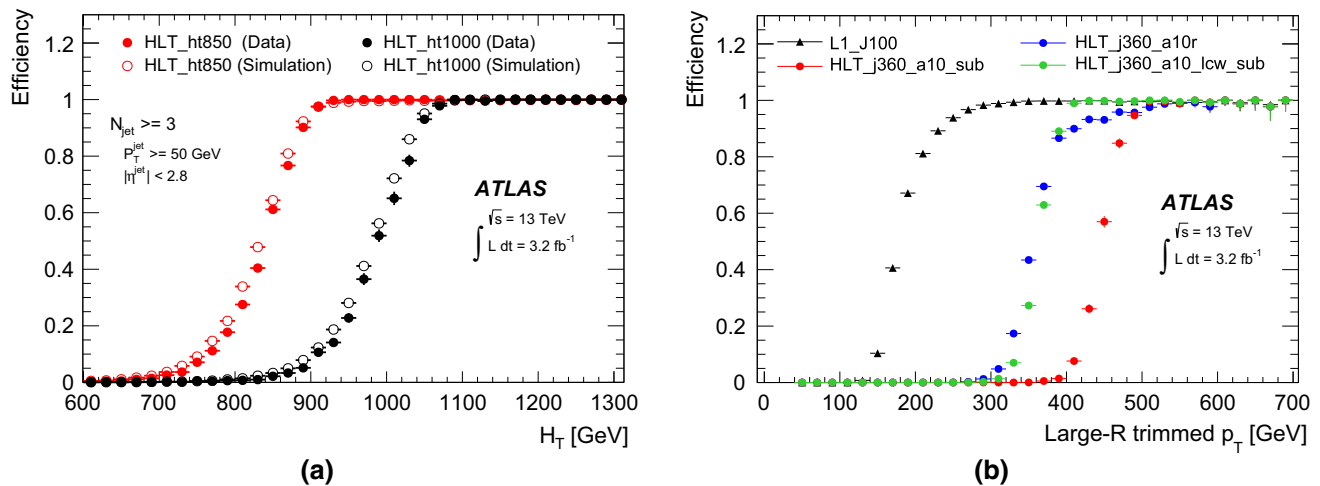 Efficiency
1.2
1
0.8
0.6
0.4
0.2
0
HLT_ht850 (Data)
HLT_ht850 (Simulation)
HLT_ht1000 (Data)
HLT_ht1000 (Simulation)
N_jet >= 3
P_T^jet >= 50 GeV
|η^jet| < 2.8
ATLAS
√s = 13 TeV
∫ L dt = 3.2 fb⁻¹
600 700 800 900 1000 1100 1200 1300
H_T [GeV]
(a)
Efficiency
1.2
1
0.8
0.6
0.4
0.2
0
L1_J100
HLT_j360_a10_sub
HLT_j360_a10r
HLT_j360_a10_lcw_sub
ATLAS
√s = 13 TeV
∫ L dt = 3.2 fb⁻¹
0 100 200 300 400 500 600 700
Large-R trimmed p_T [GeV]
(b)